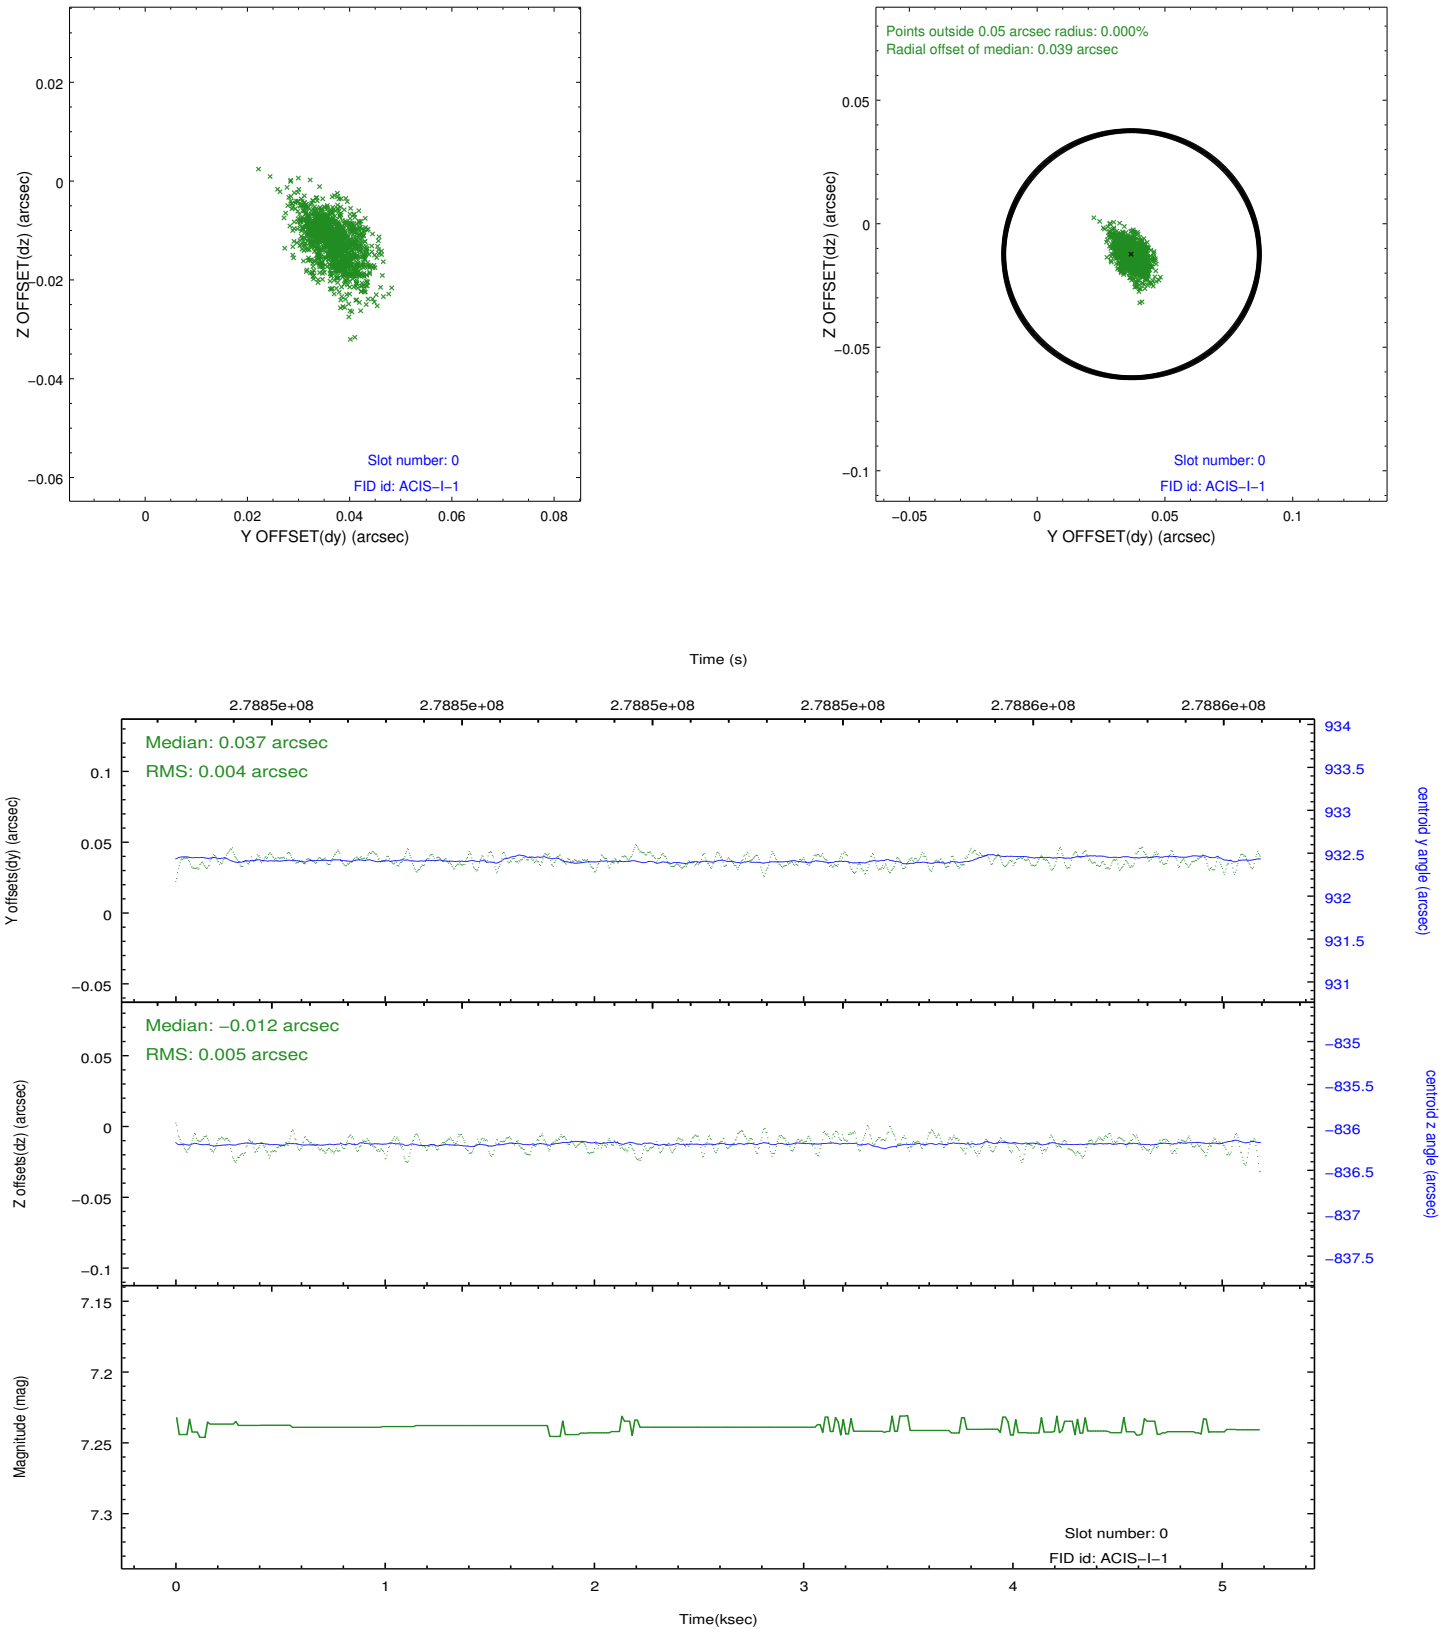 0.02
0
−0.02
−0.04
−0.06
Z OFFSET(dz) (arcsec)
Slot number: 0
FID id: ACIS−I−1
0
0.02
0.04
0.06
0.08
Y OFFSET(dy) (arcsec)
Points outside 0.05 arcsec radius: 0.000%
Radial offset of median: 0.039 arcsec
0.05
0
−0.05
−0.1
Z OFFSET(dz) (arcsec)
Slot number: 0
FID id: ACIS−I−1
−0.05
0
0.05
0.1
Y OFFSET(dy) (arcsec)
Time (s)
2.7885e+08
2.7885e+08
2.7885e+08
2.7885e+08
2.7886e+08
2.7886e+08
Median: 0.037 arcsec
RMS: 0.004 arcsec
0.1
0.05
0
−0.05
Y offsets(dy) (arcsec)
934
933.5
933
932.5
932
931.5
931
centroid y angle (arcsec)
Median: −0.012 arcsec
RMS: 0.005 arcsec
0.05
0
−0.05
−0.1
Z offsets(dz) (arcsec)
−835
−835.5
−836
−836.5
−837
−837.5
centroid z angle (arcsec)
7.15
7.2
7.25
7.3
Magnitude (mag)
Slot number: 0
FID id: ACIS−I−1
0
1
2
3
4
5
Time(ksec)